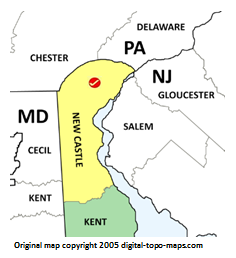 DELAWARE
PA
CHESTER
NJ
GLOUCESTER
MD
NEW CASTLE
SALEM
CECIL
KENT
KENT
Original map copyright 2005 digital-topo-maps.com